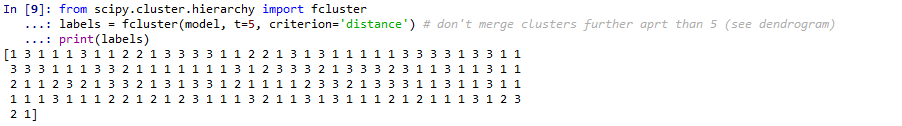 In [9]: from scipy.cluster.hierarchy import fcluster
   ...: labels = fcluster(model, t=5, criterion='distance') # don't merge clusters further aprt than 5 (see dendrogram)
   ...: print(labels)
[1 3 1 1 1 3 1 1 2 2 1 3 3 3 3 1 1 2 2 1 3 1 3 1 1 1 1 1 3 3 3 3 1 3 3 1 1
 3 3 3 1 1 1 3 3 2 1 1 1 1 1 1 1 3 1 2 3 3 3 2 1 3 3 3 2 3 1 1 3 1 1 3 1 1
 2 1 1 2 3 2 1 3 3 2 1 3 1 3 3 1 2 1 1 1 1 2 3 3 2 1 3 3 3 1 1 3 1 1 3 1 1
 1 1 1 3 1 1 1 2 2 1 2 1 2 3 1 1 1 3 2 1 1 3 1 3 1 1 1 2 1 2 1 1 1 3 1 2 3
 2 1]